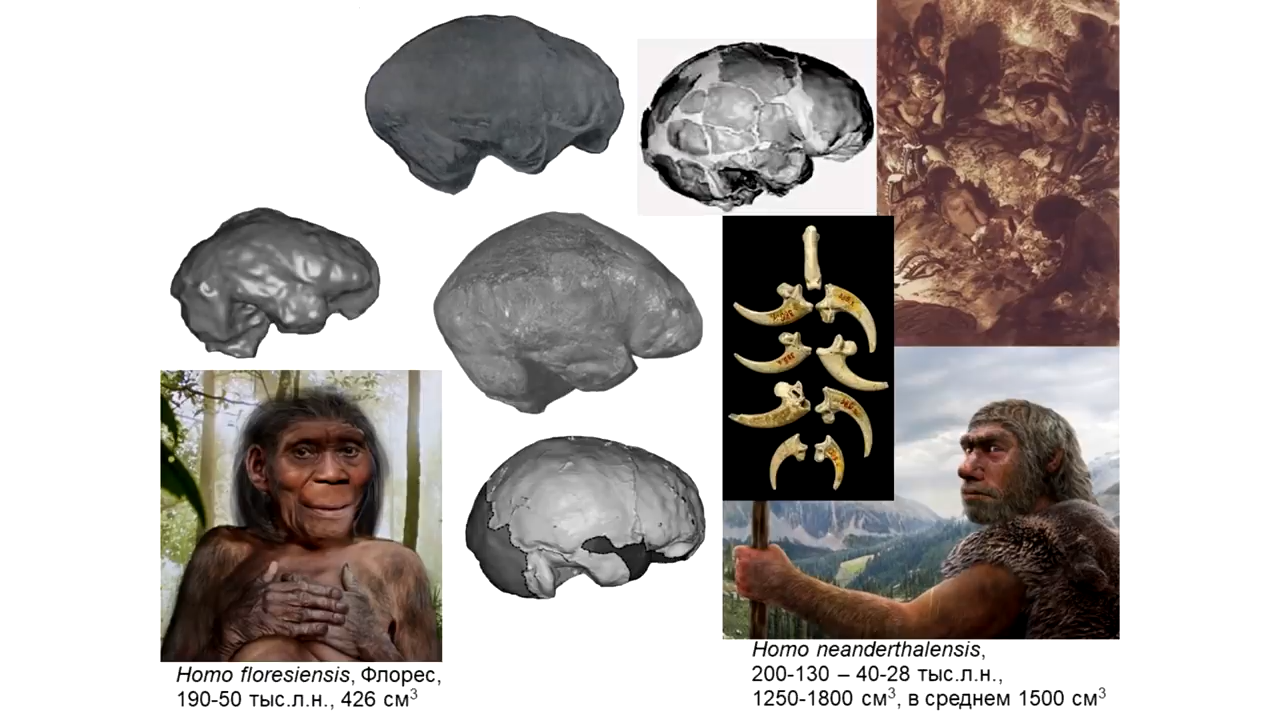 Homo floresiensis, Флорес,
190-50 тыс.л.н., 426 см³
Homo neanderthalensis,
200-130 – 40-28 тыс.л.н.,
1250-1800 см³, в среднем 1500 см³